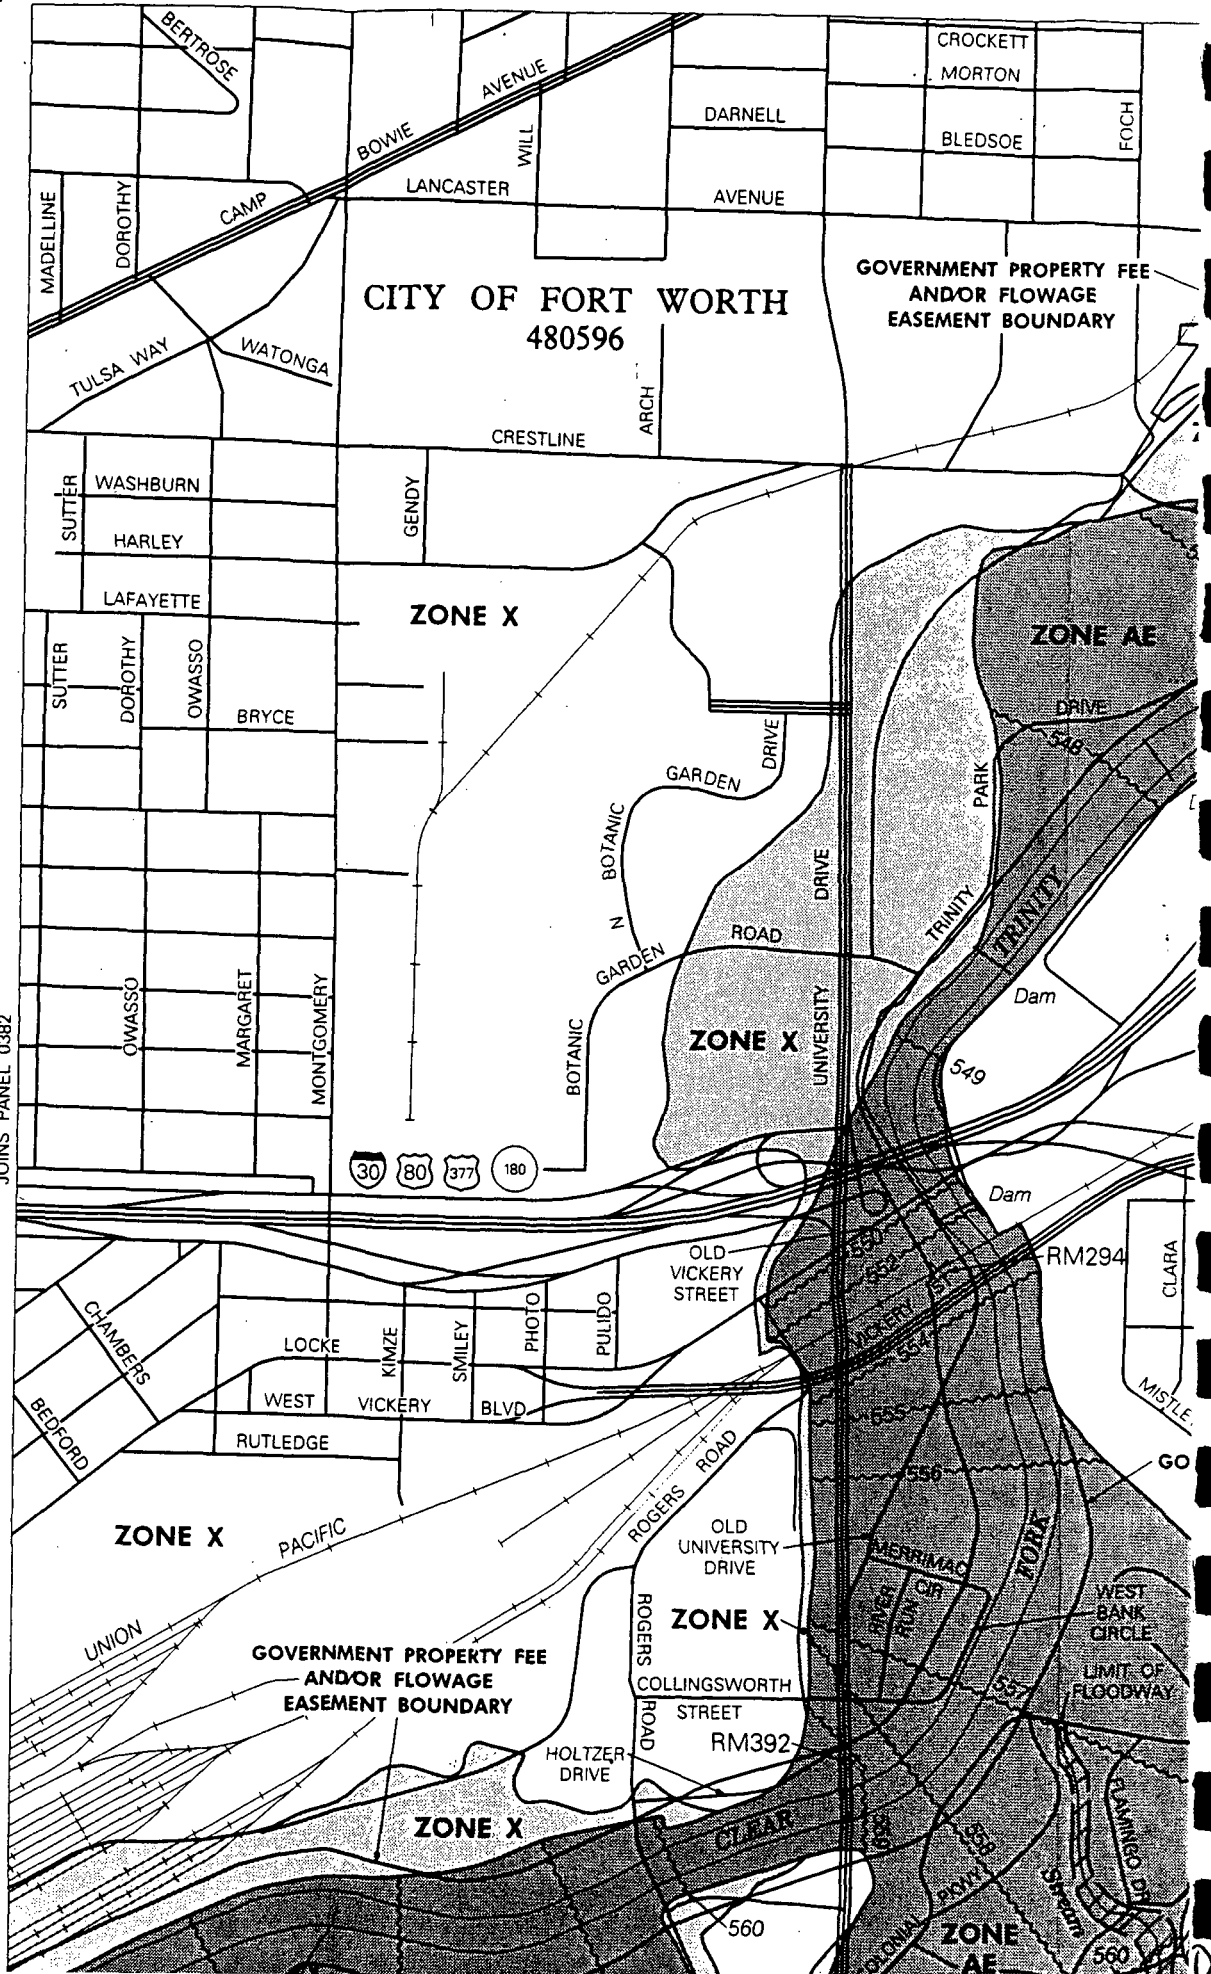 BERTROSE
CROCKETT
MORTON
AVENUE
DARNELL
FOCH
BOWIE
WILL
BLEDSOE
LANCASTER
AVENUE
CAMP
MADELLINE
DOROTHY
GOVERNMENT PROPERTY FEE
AND/OR FLOWAGE
EASEMENT BOUNDARY
CITY OF FORT WORTH
480596
TULSA WAY
WATONGA
ARCH
CRESTLINE
SUTTER
WASHBURN
GENDY
HARLEY
LAFAYETTE
ZONE X
ZONE AE
SUTTER
DOROTHY
OWASSO
BRYCE
DRIVE
548
DRIVE
GARDEN
PARK
BOTANIC
N
DRIVE
TRINITY
TRINITY
ROAD
GARDEN
OWASSO
MARGARET
MONTGOMERY
Dam
JOINS PANEL 0382
BOTANIC
ZONE X
UNIVERSITY
549
30
80
377
180
Dam
OLD
VICKERY
STREET
550
552
RM294
CLARA
CHAMBERS
PHOTO
PULIDO
LOCKE
KIMZE
SMILEY
VICKERY
554
BEDFORD
WEST
VICKERY
BLVD
MISTLE
555
RUTLEDGE
ROGERS ROAD
GO
556
ZONE X
PACIFIC
OLD
UNIVERSITY
DRIVE
MERRIMAC
FORK
WEST
BANK
CIRCLE
RIVER
RUN
CIR
UNION
ROGERS
ROAD
ZONE X
GOVERNMENT PROPERTY FEE
AND/OR FLOWAGE
EASEMENT BOUNDARY
COLLINGSWORTH
STREET
557
LIMIT OF
FLOODWAY
RM392
HOLTZER
DRIVE
FLAMINGO DR
ZONE X
CLEAR
559
558
PKWY
Stream
COLONIAL
560
ZONE
AE
560